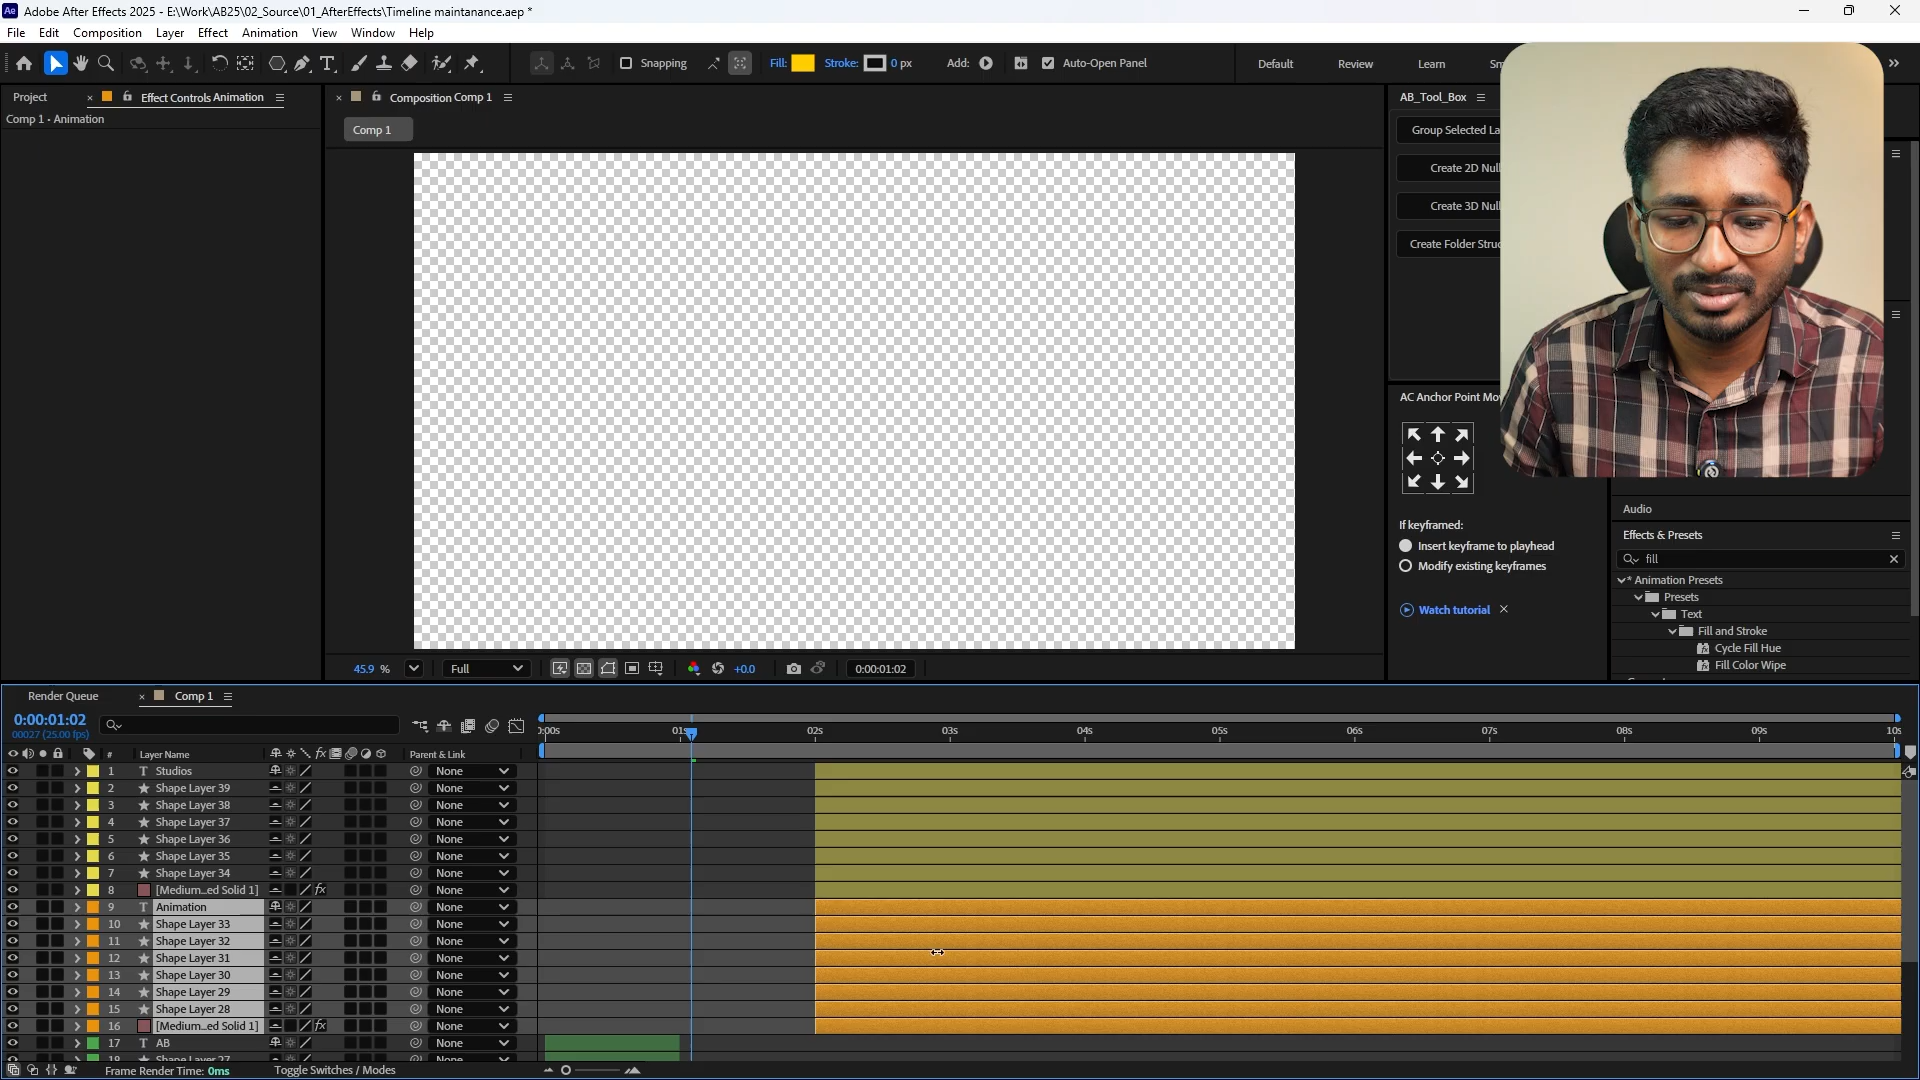 Adobe After Effects 2025 - E:\Work\AB25\02_Source\01_AfterEffects\Timeline maintanance.aep *
File Edit Composition Layer Effect Animation View Window Help
Snapping Fill: Stroke: 0 px Add: Auto-Open Panel Default Review Learn Sm
Project Effect Controls Animation Composition Comp 1 AB_Tool_Box
Comp 1 • Animation
Comp 1
Group Selected La
Create 2D Null
Create 3D Null
Create Folder Struc
AC Anchor Point Mov
If keyframed:
Insert keyframe to playhead
Modify existing keyframes
Watch tutorial
Audio
Effects & Presets
fill
* Animation Presets
Presets
Text
Fill and Stroke
Cycle Fill Hue
Fill Color Wipe
45.9 % Full +0.0 0:00:01:02
Render Queue Comp 1
0:00:01:02
00027 (25.00 fps)
0:00s 01s 02s 03s 04s 05s 06s 07s 08s 09s 10s
# Layer Name fx Parent & Link
1 T Studios None
2 Shape Layer 39 None
3 Shape Layer 38 None
4 Shape Layer 37 None
5 Shape Layer 36 None
6 Shape Layer 35 None
7 Shape Layer 34 None
8 [Medium...ed Solid 1] fx None
9 T Animation None
10 Shape Layer 33 None
11 Shape Layer 32 None
12 Shape Layer 31 None
13 Shape Layer 30 None
14 Shape Layer 29 None
15 Shape Layer 28 None
16 [Medium...ed Solid 1] fx None
17 T AB None
18 Shape Layer 27 None
Frame Render Time: 0ms Toggle Switches / Modes